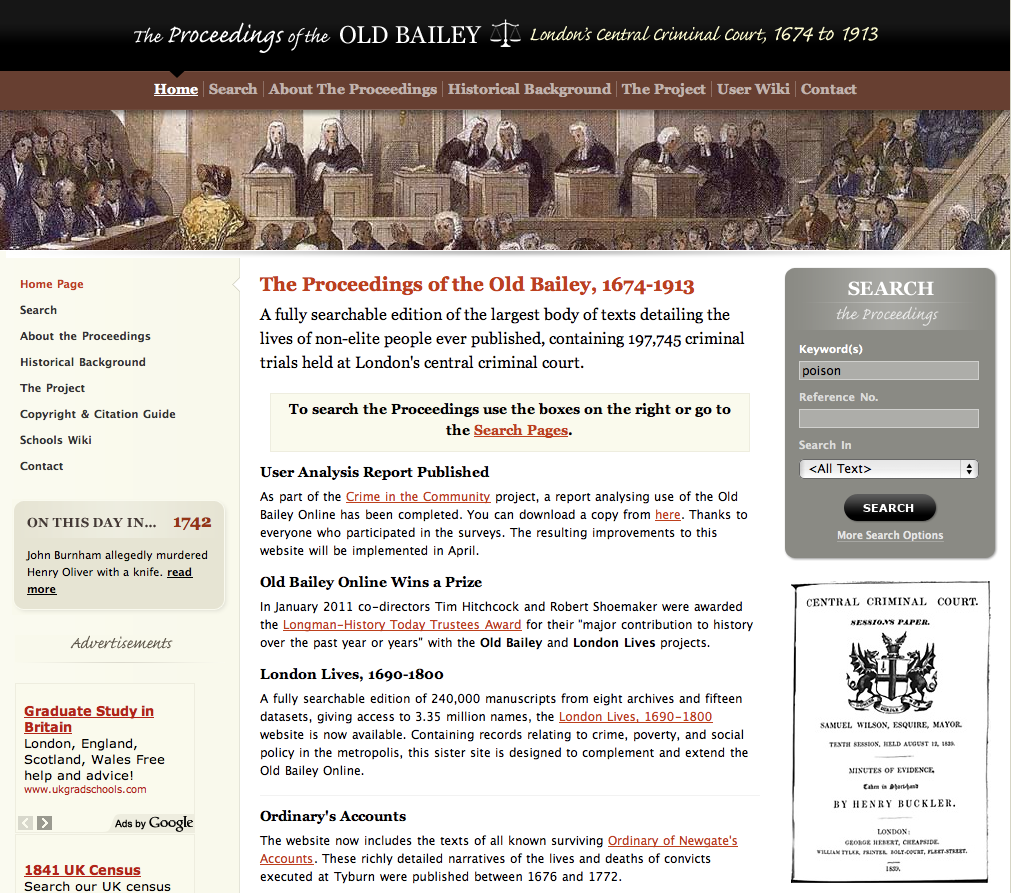 The Proceedings of the OLD BAILEY London's Central Criminal Court, 1674 to 1913
Home Search About The Proceedings Historical Background The Project User Wiki Contact
Home Page
Search
About the Proceedings
Historical Background
The Project
Copyright & Citation Guide
Schools Wiki
Contact
ON THIS DAY IN... 1742
John Burnham allegedly murdered
Henry Oliver with a knife. read
more
Advertisements
Graduate Study in
Britain
London, England,
Scotland, Wales Free
help and advice!
www.ukgradschools.com
Ads by Google
1841 UK Census
Search our UK census
The Proceedings of the Old Bailey, 1674-1913
A fully searchable edition of the largest body of texts detailing the
lives of non-elite people ever published, containing 197,745 criminal
trials held at London's central criminal court.
To search the Proceedings use the boxes on the right or go to
the Search Pages.
User Analysis Report Published
As part of the Crime in the Community project, a report analysing use of the Old
Bailey Online has been completed. You can download a copy from here. Thanks to
everyone who participated in the surveys. The resulting improvements to this
website will be implemented in April.
Old Bailey Online Wins a Prize
In January 2011 co-directors Tim Hitchcock and Robert Shoemaker were awarded
the Longman-History Today Trustees Award for their "major contribution to history
over the past year or years" with the Old Bailey and London Lives projects.
London Lives, 1690-1800
A fully searchable edition of 240,000 manuscripts from eight archives and fifteen
datasets, giving access to 3.35 million names, the London Lives, 1690-1800
website is now available. Containing records relating to crime, poverty, and social
policy in the metropolis, this sister site is designed to complement and extend the
Old Bailey Online.
Ordinary's Accounts
The website now includes the texts of all known surviving Ordinary of Newgate's
Accounts. These richly detailed narratives of the lives and deaths of convicts
executed at Tyburn were published between 1676 and 1772.
SEARCH
the Proceedings
Keyword(s)
poison
Reference No.
Search In
<All Text>
SEARCH
More Search Options
CENTRAL CRIMINAL COURT.
SESSIONS PAPER.
SAMUEL WILSON, ESQUIRE, MAYOR.
TENTH SESSION, HELD AUGUST 12, 1839.
MINUTES OF EVIDENCE,
Taken in Shorthand
BY HENRY BUCKLER.
LONDON:
GEORGE HEBERT, CHEAPSIDE.
WILLIAM TYLER, PRINTER, BOLT-COURT, FLEET-STREET.
1839.